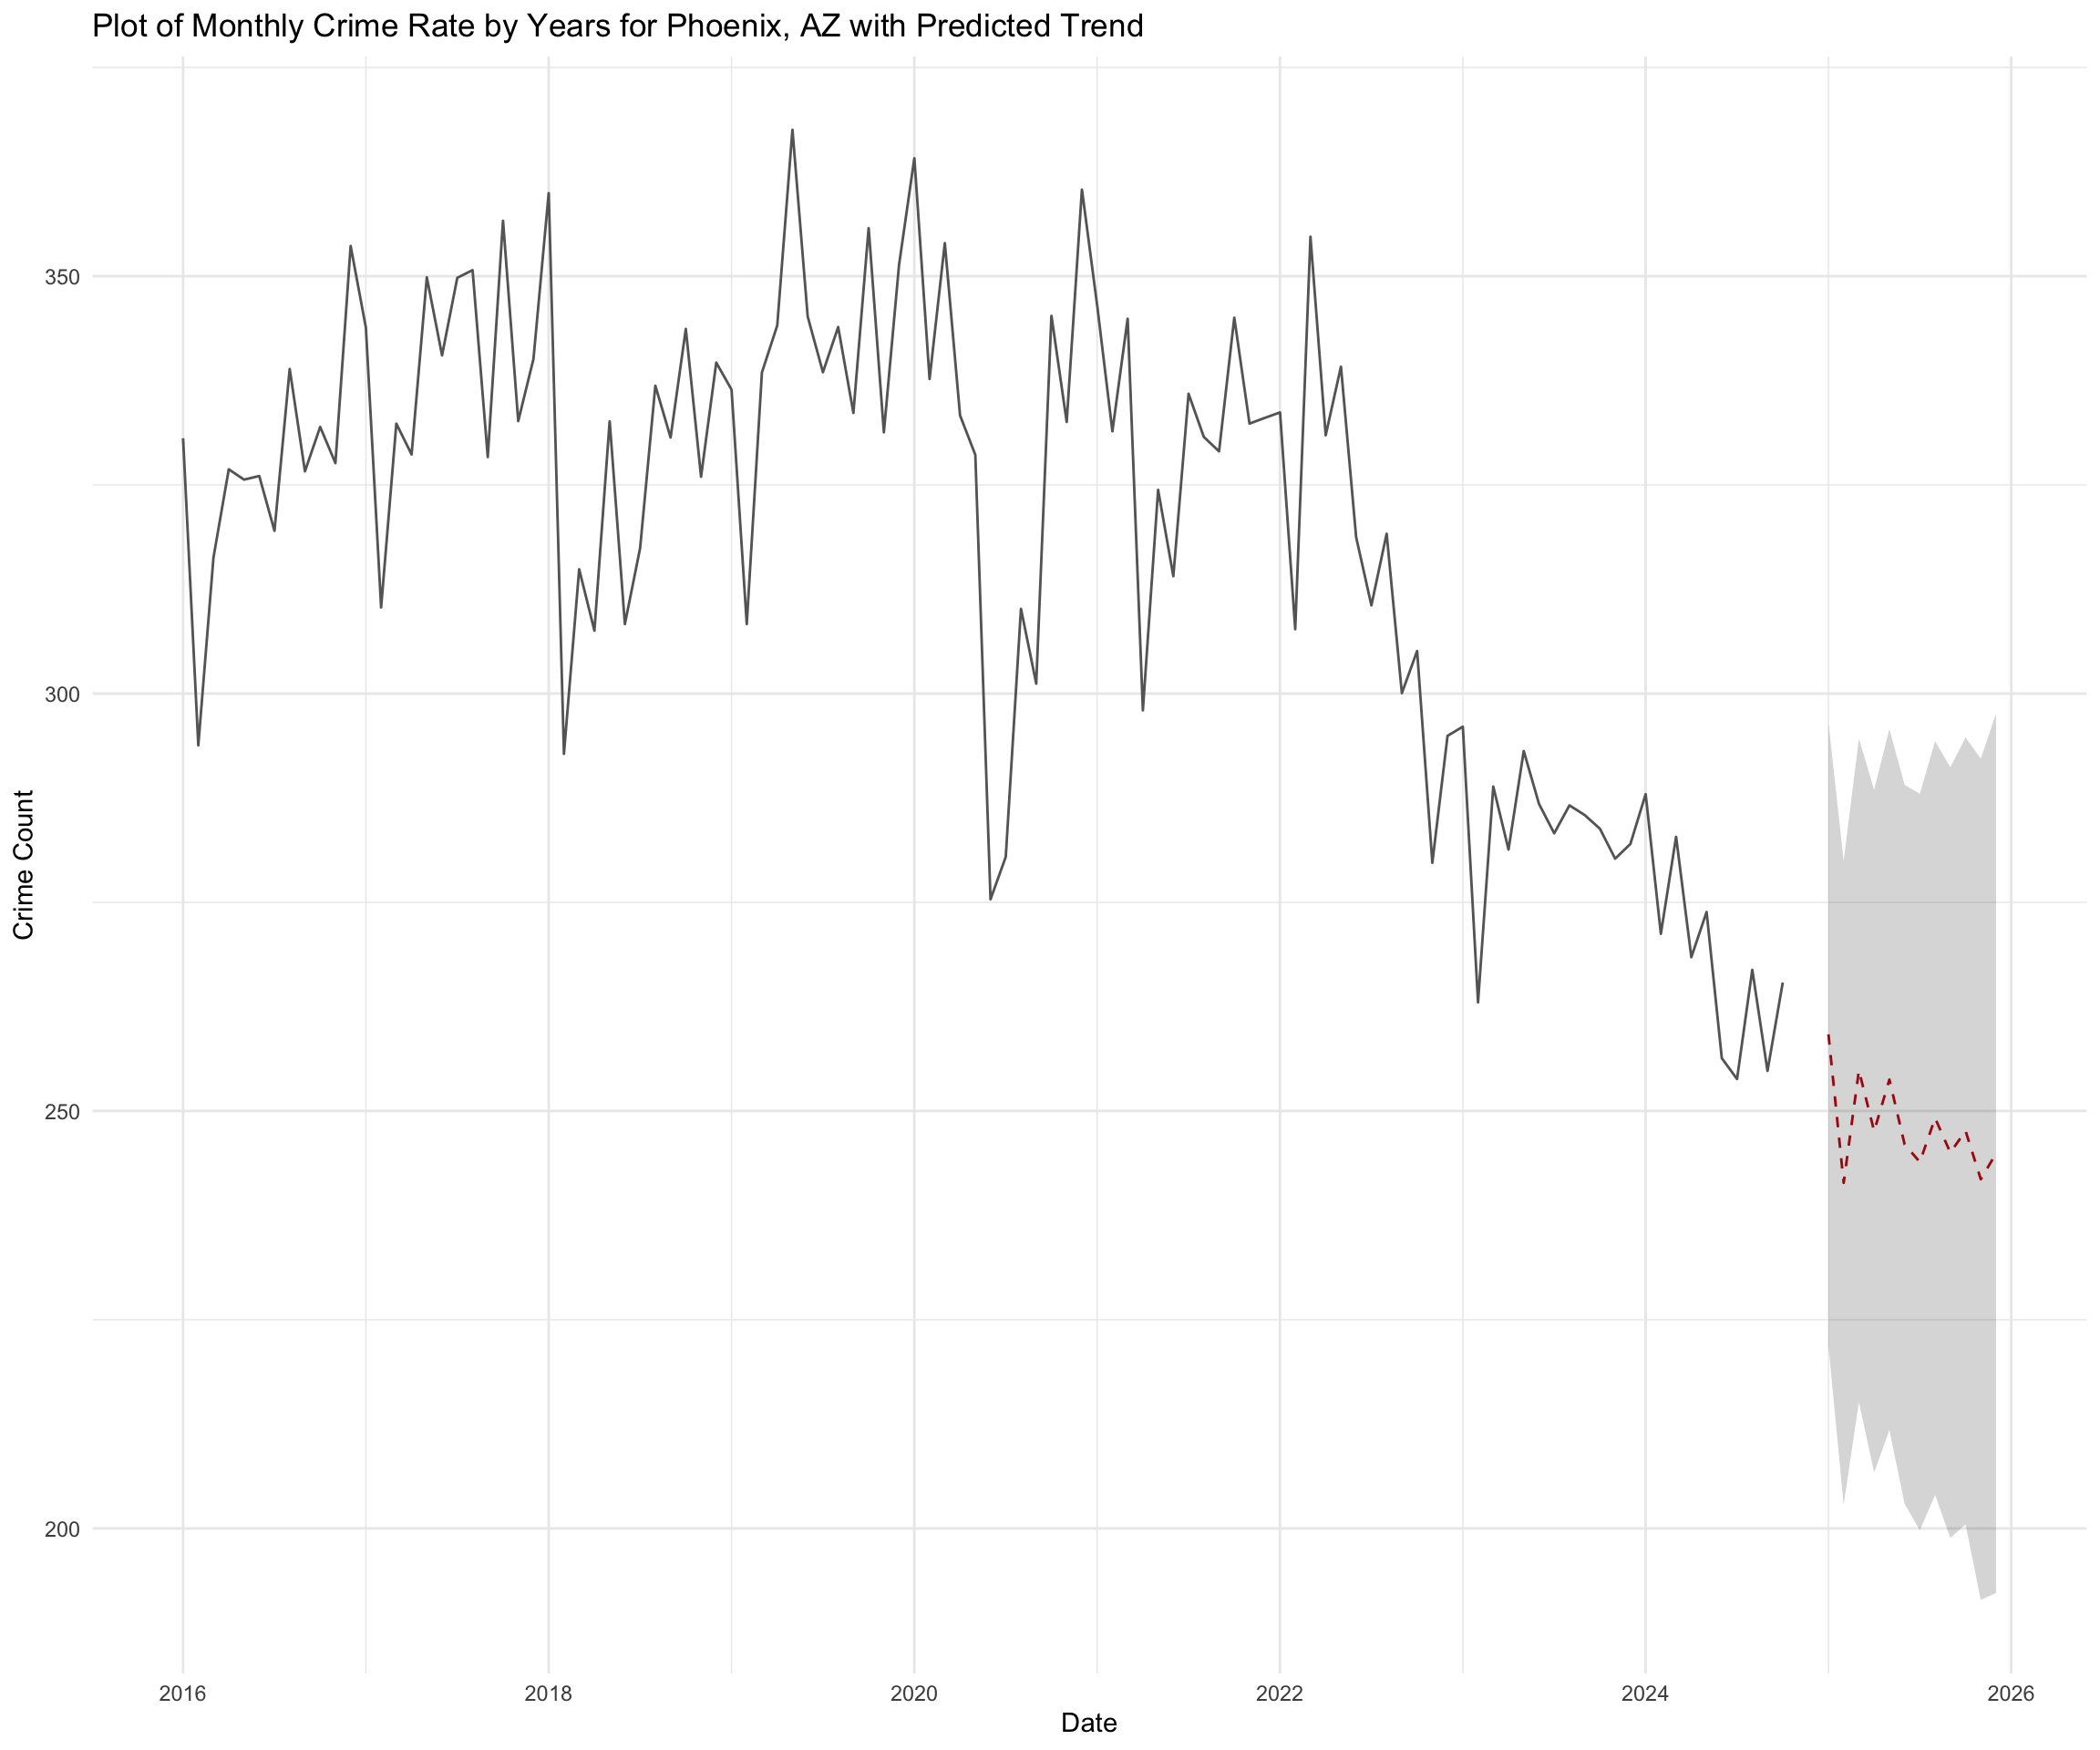 Plot of Monthly Crime Rate by Years for Phoenix, AZ with Predicted Trend
Crime Count
350
300
250
200
2016 2018 2020 2022 2024 2026
Date